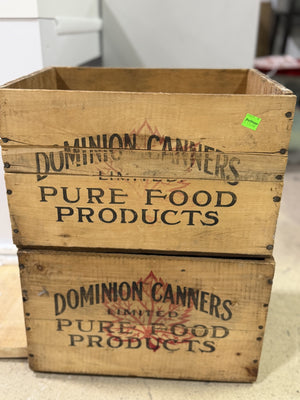 DOMINION CANNERS
LIMITED
PURE FOOD
PRODUCTS
DOMINION CANNERS
LIMITED
PURE FOOD
PRODUCTS